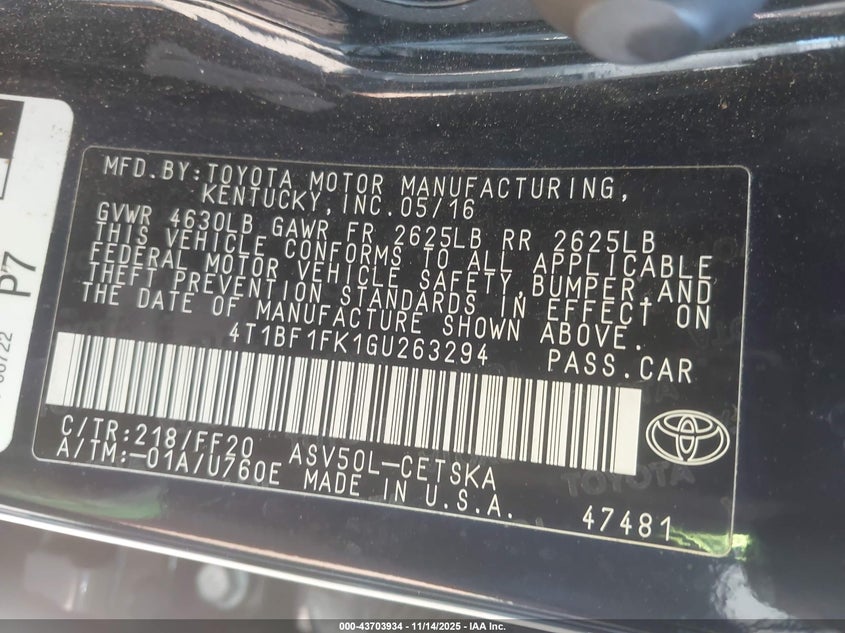 MFD.BY:TOYOTA MOTOR MANUFACTURING,
KENTUCKY,INC.05/16
GVWR 4630LB GAWR FR 2625LB RR 2625LB
THIS VEHICLE CONFORMS TO ALL APPLICABLE
FEDERAL MOTOR VEHICLE SAFETY,BUMPER,AND
THEFT PREVENTION STANDARDS IN EFFECT ON
THE DATE OF MANUFACTURE SHOWN ABOVE.
4T1BF1FK1GU263294 PASS.CAR
C/TR:218/FF20 ASV50L-CETSKA
A/TM:-01A/U760E MADE IN U.S.A.
47481
TOYOTA
P7
000-43703934 - 11/14/2025 - IAA Inc.